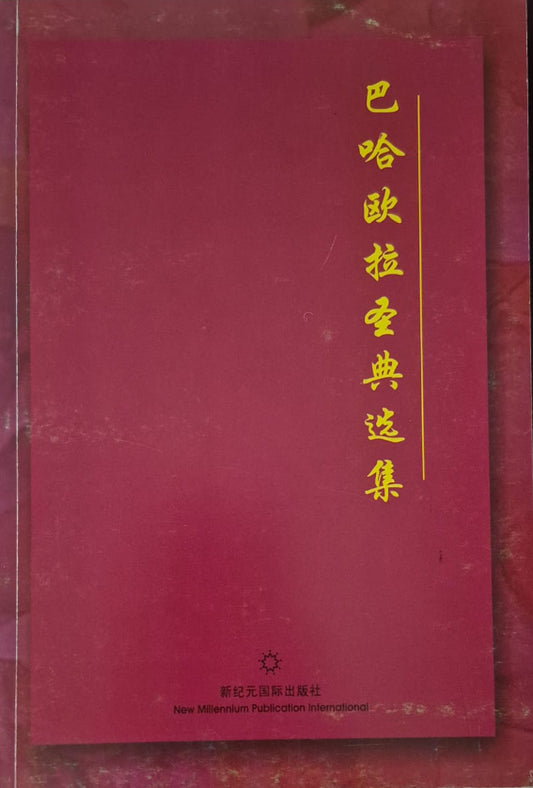 巴哈欧拉圣典选集
新纪元国际出版社
New Millennium Publication International